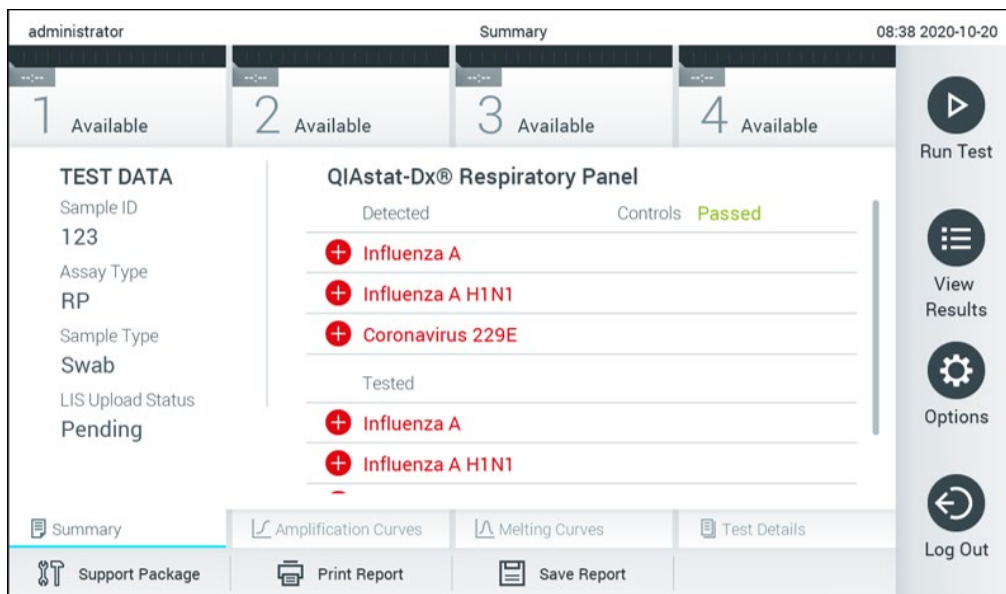 administrator Summary 08:38 2020-10-20
--:-- --:-- --:-- --:--
1 Available 2 Available 3 Available 4 Available
Run Test
TEST DATA
Sample ID
123
Assay Type
RP
Sample Type
Swab
LIS Upload Status
Pending
QIAstat-Dx® Respiratory Panel
Detected Controls Passed
Influenza A
Influenza A H1N1
Coronavirus 229E
Tested
Influenza A
Influenza A H1N1
View
Results
Options
Log Out
Summary Amplification Curves Melting Curves Test Details
Support Package Print Report Save Report